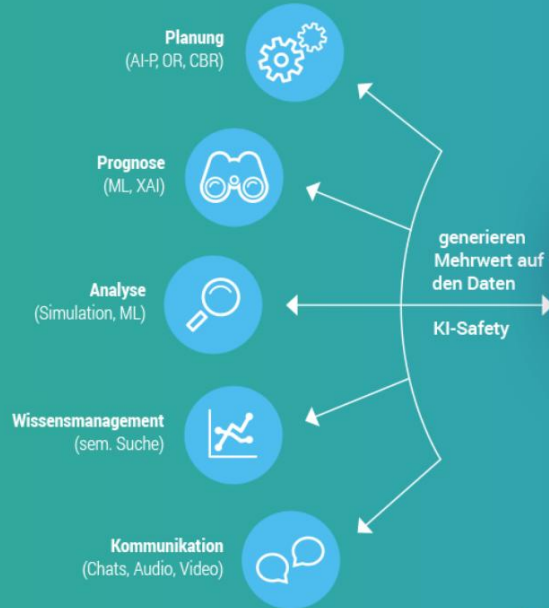 Planung
(AI-P, OR, CBR)
Prognose
(ML, XAI)
generieren
Mehrwert auf
den Daten
Analyse
(Simulation, ML)
KI-Safety
Wissensmanagement
(sem. Suche)
Kommunikation
(Chats, Audio, Video)